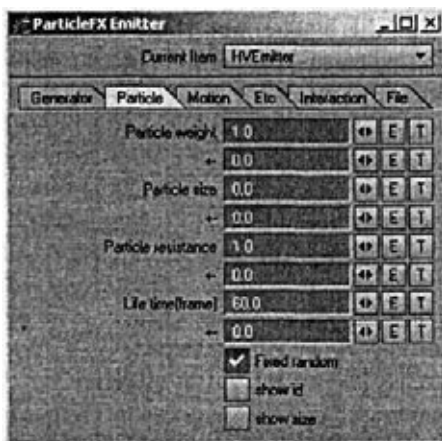 ParticleFX Emitter
Current Item HVEmitter
Generator Particle Motion Etc Interaction File
Particle weight 1.0 E T
+- 0.0 E T
Particle size 0.0 E T
+- 0.0 E T
Particle resistance 1.0 E T
+- 0.0 E T
Life time(frame) 60.0 E T
+- 0.0 E T
Fixed random
show id
show size